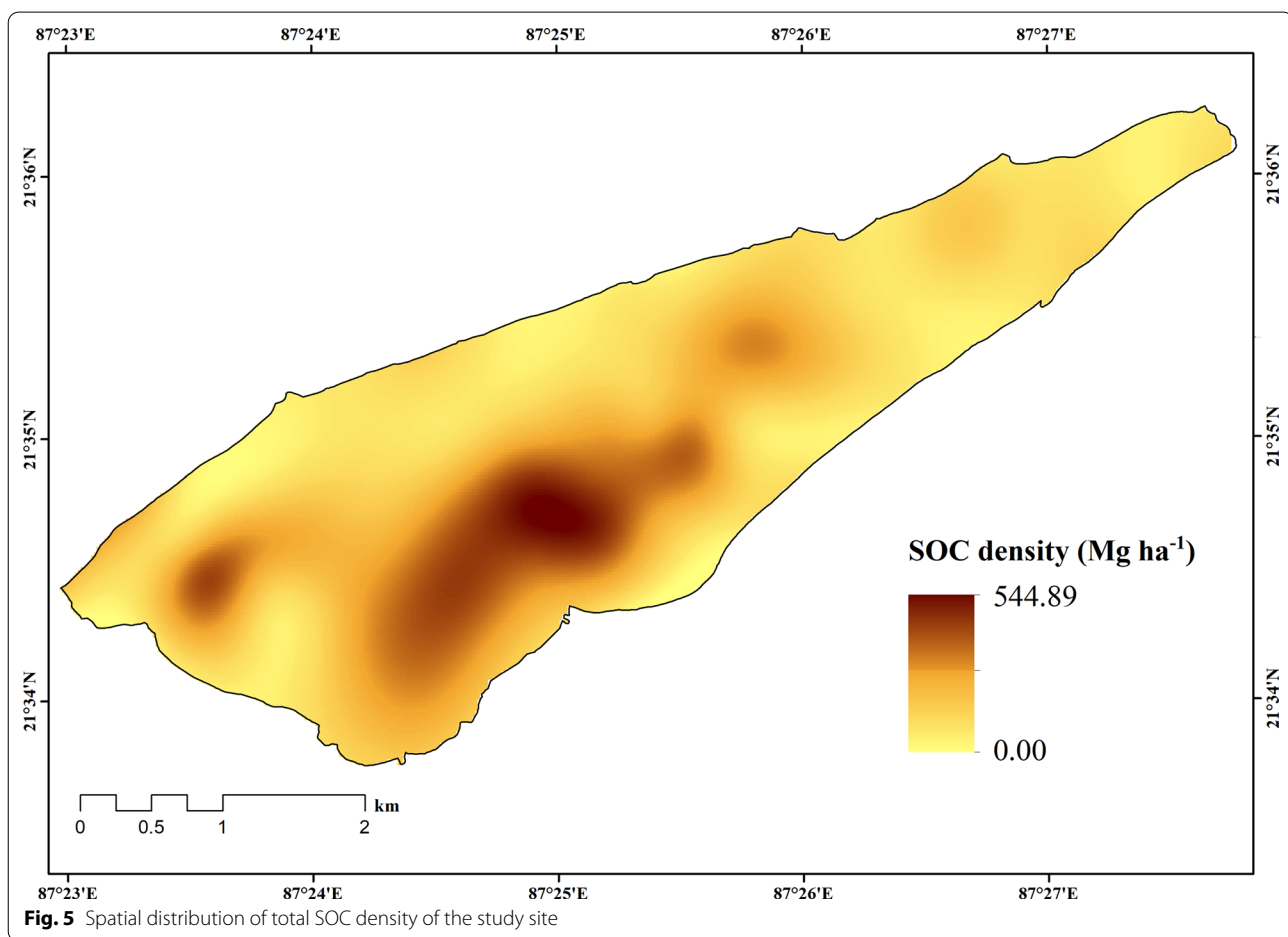 87°23'E 87°24'E 87°25'E 87°26'E 87°27'E
21°36'N 21°36'N
21°35'N 21°35'N
SOC density (Mg ha-1)
544.89
21°34'N 21°34'N
0.00
km
0 0.5 1 2
87°23'E 87°24'E 87°25'E 87°26'E 87°27'E
Fig. 5 Spatial distribution of total SOC density of the study site